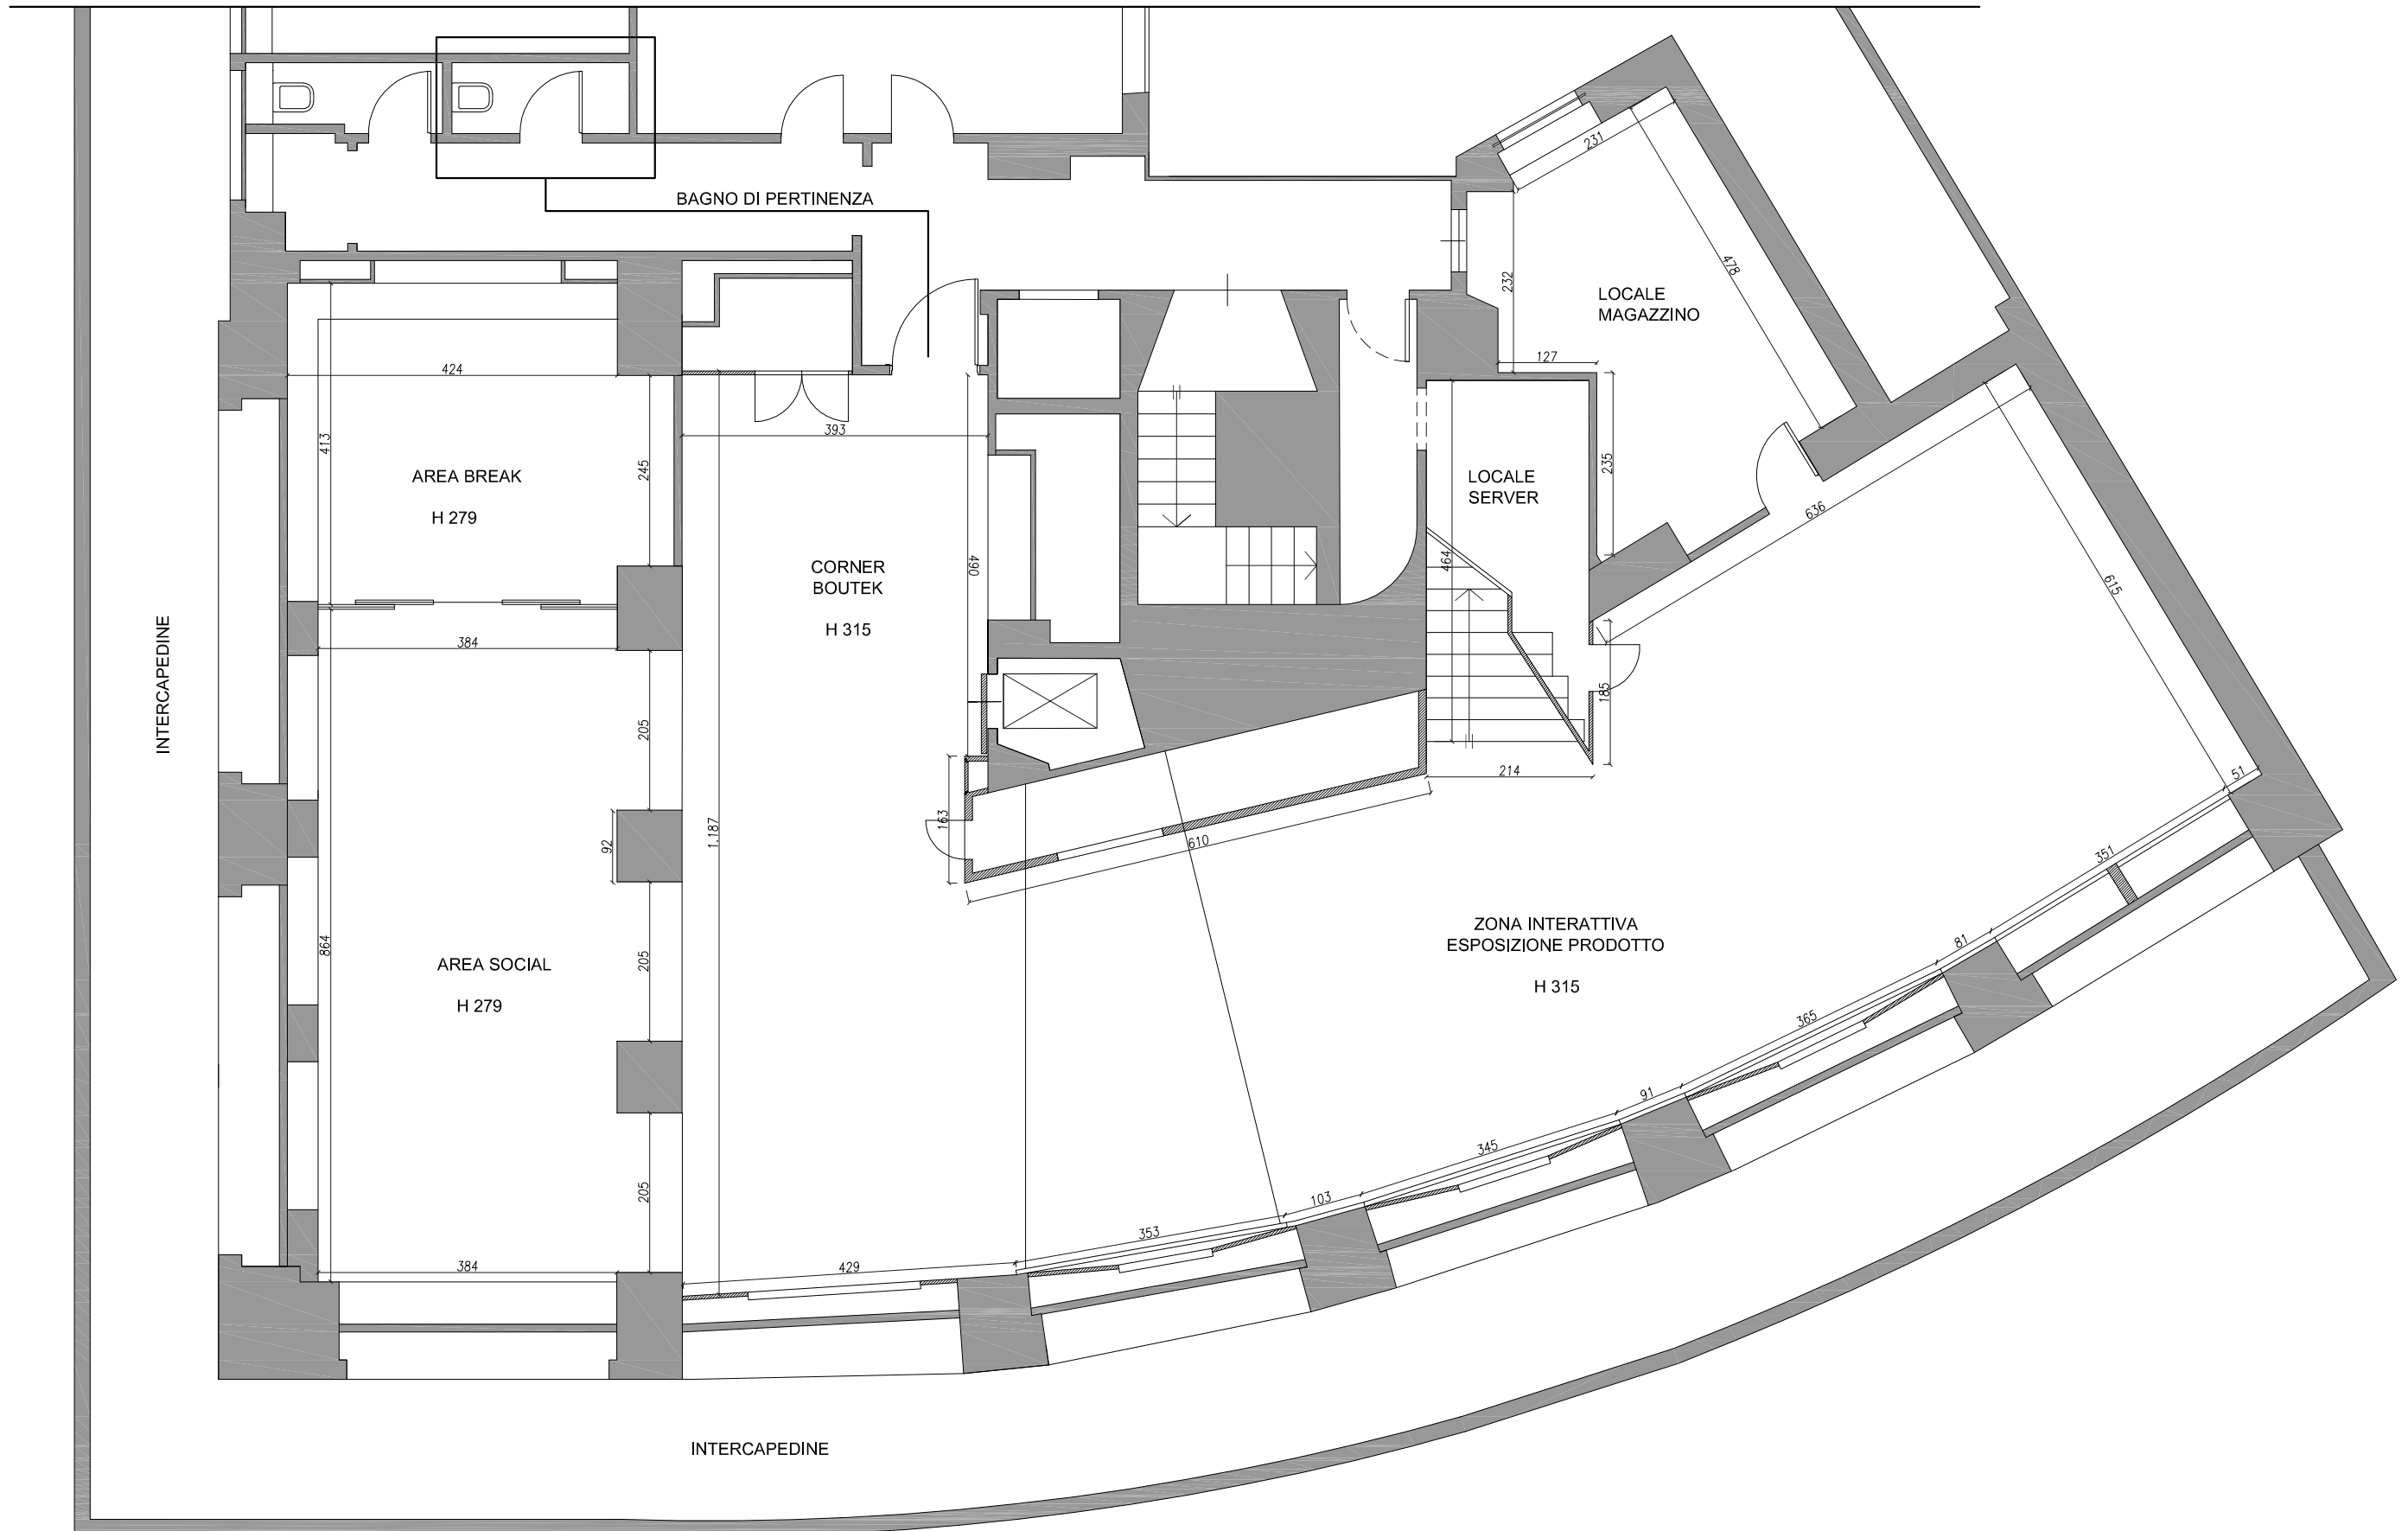 BAGNO DI PERTINENZA
231
478
232
LOCALE
MAGAZZINO
127
424
413
245
393
AREA BREAK
H 279
LOCALE
SERVER
235
636
464
490
CORNER
BOUTEK
H 315
615
384
INTERCAPEDINE
205
185
214
51
163
610
92
1.187
351
ZONA INTERATTIVA
ESPOSIZIONE PRODOTTO
H 315
81
864
205
AREA SOCIAL
H 279
365
91
345
205
103
353
384
429
INTERCAPEDINE